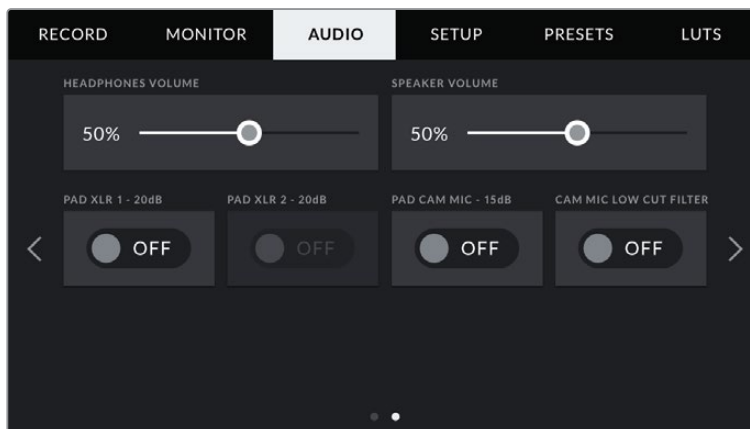 RECORD MONITOR AUDIO SETUP PRESETS LUTS
HEADPHONES VOLUME SPEAKER VOLUME
50% 50%
PAD XLR 1 - 20dB PAD XLR 2 - 20dB PAD CAM MIC - 15dB CAM MIC LOW CUT FILTER
OFF OFF OFF OFF